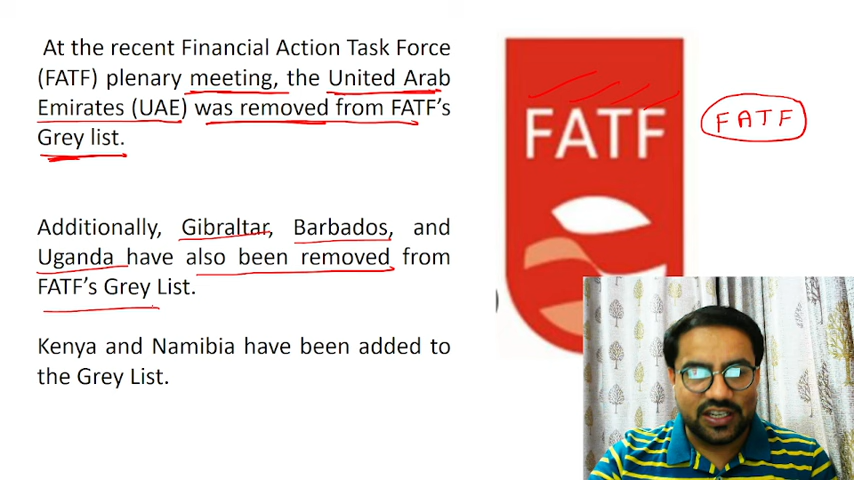 At the recent Financial Action Task Force
(FATF) plenary meeting, the United Arab
Emirates (UAE) was removed from FATF's
Grey list.
Additionally, Gibraltar, Barbados, and
Uganda have also been removed from
FATF's Grey List.
Kenya and Namibia have been added to
the Grey List.
FATF
FATF